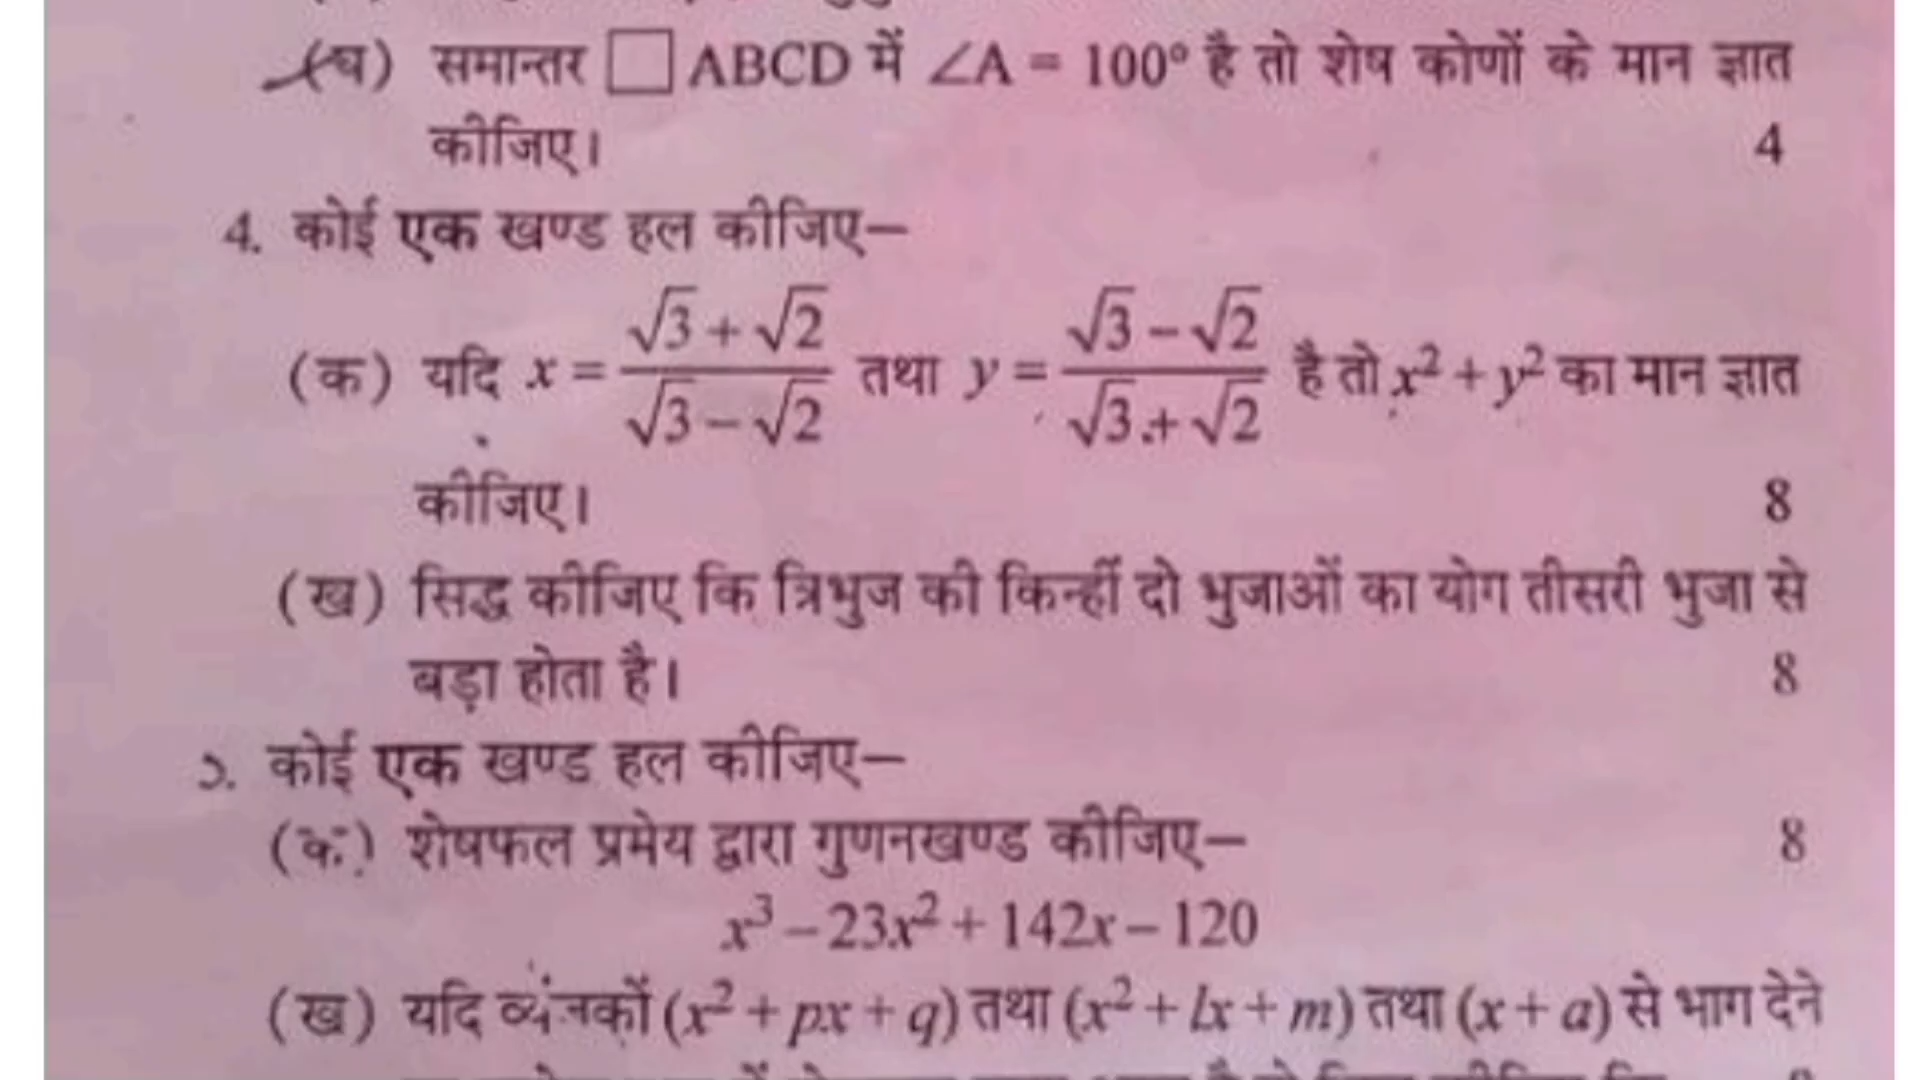 (घ) समान्तर □ ABCD में ∠A = 100° है तो शेष कोणों के मान ज्ञात
कीजिए। 4
4. कोई एक खण्ड हल कीजिए–
(क) यदि x = (√3 + √2)/(√3 − √2) तथा y = (√3 − √2)/(√3 + √2) है तो x² + y² का मान ज्ञात
कीजिए। 8
(ख) सिद्ध कीजिए कि त्रिभुज की किन्हीं दो भुजाओं का योग तीसरी भुजा से
बड़ा होता है। 8
5. कोई एक खण्ड हल कीजिए–
(क) शेषफल प्रमेय द्वारा गुणनखण्ड कीजिए– 8
x³ − 23x² + 142x − 120
(ख) यदि व्यंजकों (x² + px + q) तथा (x² + lx + m) तथा (x + a) से भाग देने